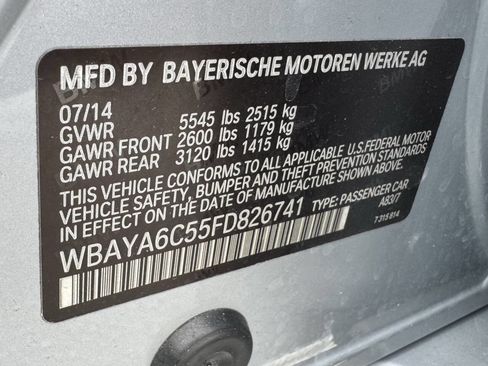 MFD BY BAYERISCHE MOTOREN WERKE AG
07/14
GVWR 5545 lbs 2515 kg
GAWR FRONT 2600 lbs 1179 kg
GAWR REAR 3120 lbs 1415 kg
THIS VEHICLE CONFORMS TO ALL APPLICABLE U.S. FEDERAL MOTOR
VEHICLE SAFETY, BUMPER, AND THEFT PREVENTION STANDARDS
IN EFFECT ON THE DATE OF MANUFACTURE SHOWN ABOVE.
WBAYA6C55FD826741 TYPE: PASSENGER CAR
A83/7
T 315 814